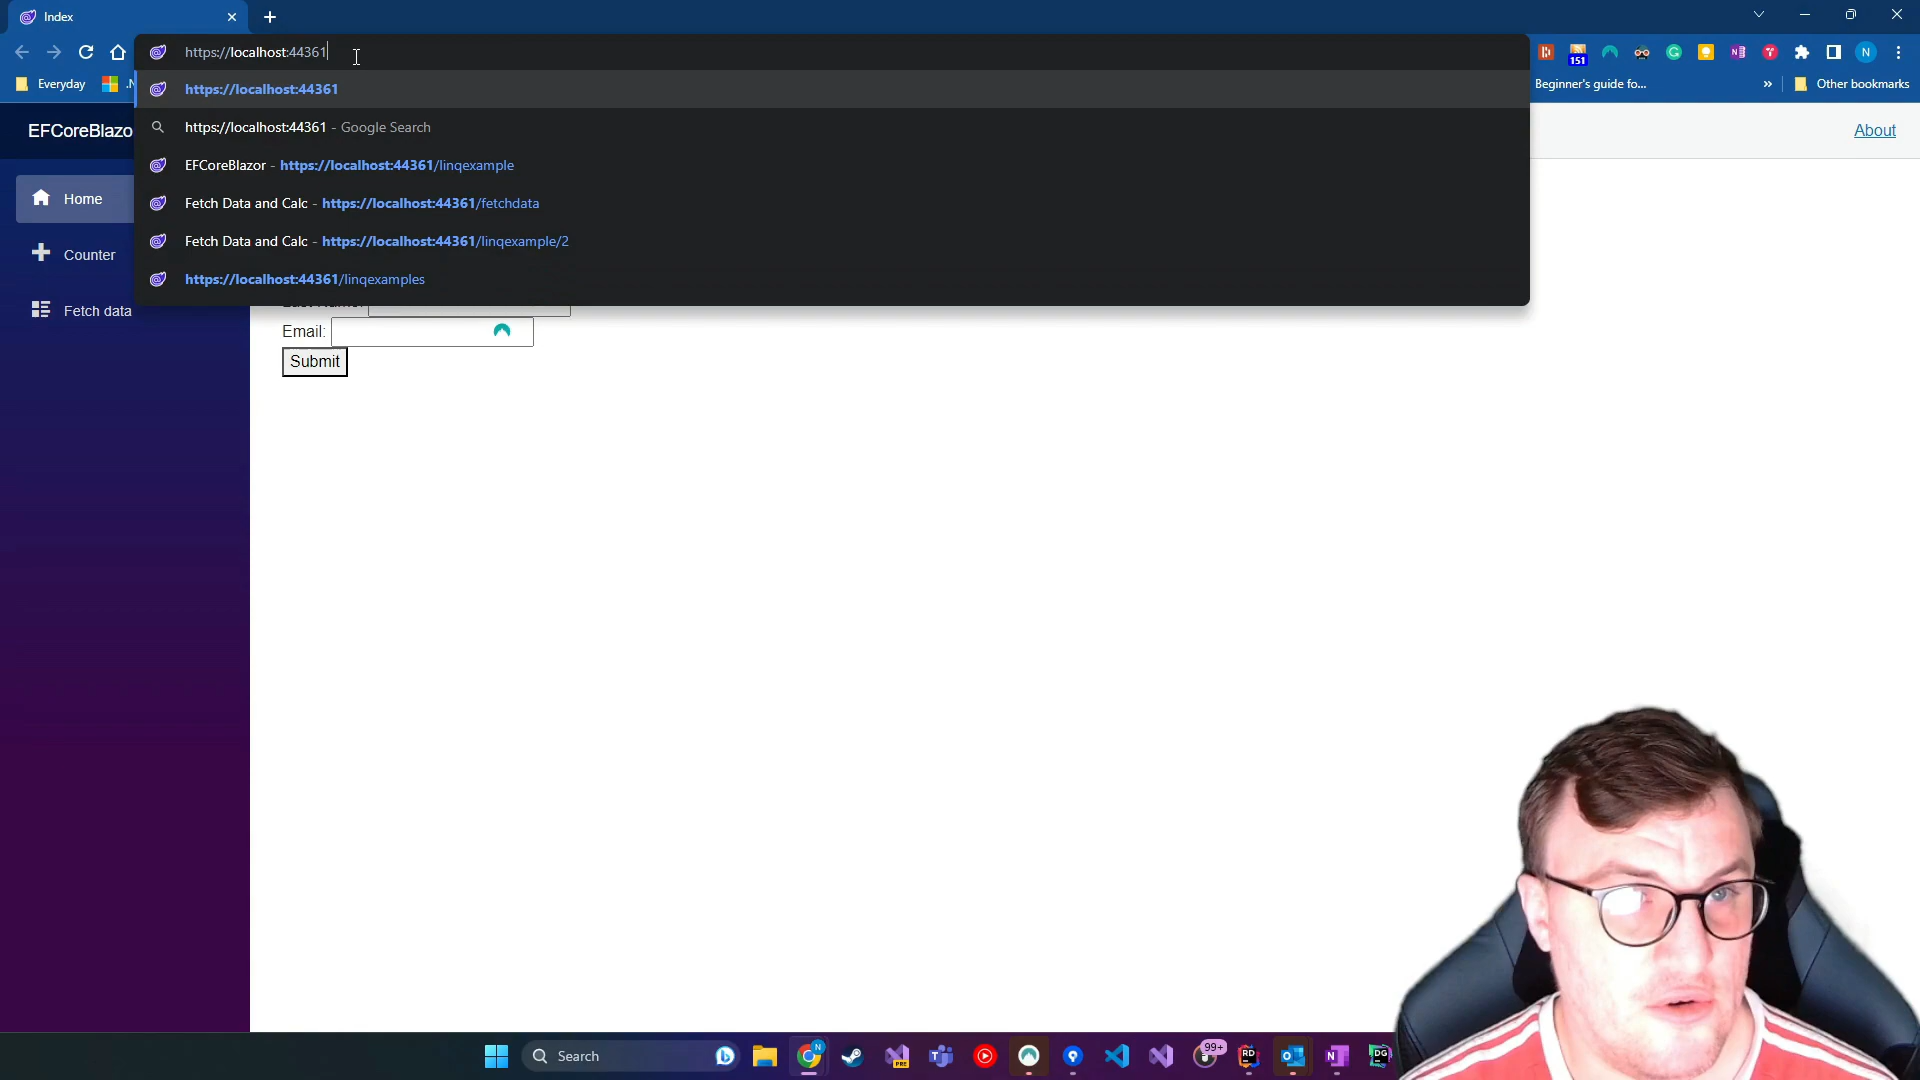 Index
https://localhost:44361
151
Everyday
.N
Beginner's guide fo...
»
Other bookmarks
N
https://localhost:44361
https://localhost:44361 - Google Search
EFCoreBlazor - https://localhost:44361/linqexample
Fetch Data and Calc - https://localhost:44361/fetchdata
Fetch Data and Calc - https://localhost:44361/linqexample/2
https://localhost:44361/linqexamples
EFCoreBlazo
About
Home
Counter
Fetch data
Email:
Submit
Search
99+